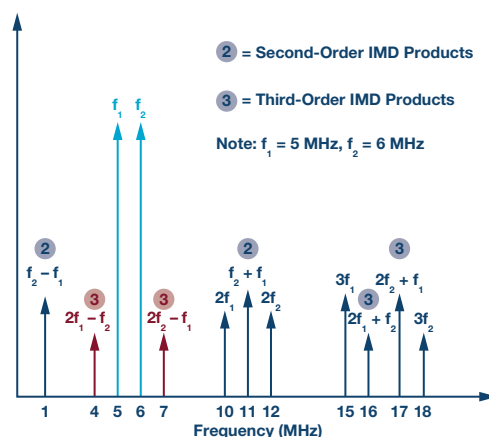 2 = Second-Order IMD Products
3 = Third-Order IMD Products
Note: f₁ = 5 MHz, f₂ = 6 MHz
f₁ f₂
2 2 3
f₂ – f₁ f₂ + f₁ 3f₁ 2f₂ + f₁
3 3 2f₁ 2f₂ 3
2f₁ – f₂ 2f₂ – f₁ 2f₁ + f₂ 3f₂
1 4 5 6 7 10 11 12 15 16 17 18
Frequency (MHz)